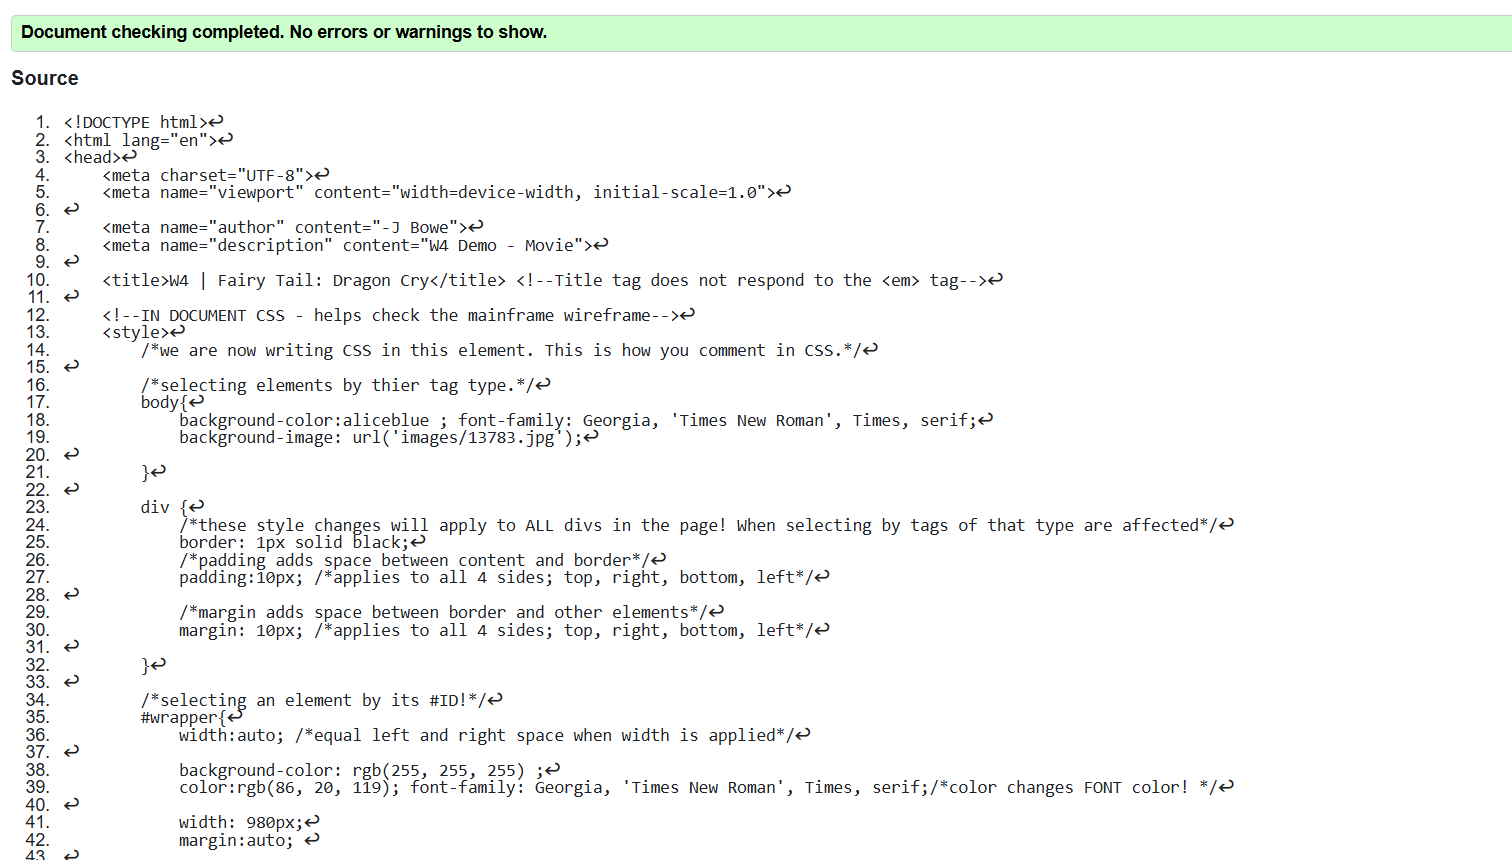 Document checking completed. No errors or warnings to show.
Source
1. <!DOCTYPE html>↩
2. <html lang="en">↩
3. <head>↩
4.     <meta charset="UTF-8">↩
5.     <meta name="viewport" content="width=device-width, initial-scale=1.0">↩
6. ↩
7.     <meta name="author" content="-J Bowe">↩
8.     <meta name="description" content="W4 Demo - Movie">↩
9. ↩
10.     <title>W4 | Fairy Tail: Dragon Cry</title> <!--Title tag does not respond to the <em> tag-->↩
11. ↩
12.     <!--IN DOCUMENT CSS - helps check the mainframe wireframe-->↩
13.     <style>↩
14.         /*we are now writing CSS in this element. This is how you comment in CSS.*/↩
15. ↩
16.         /*selecting elements by thier tag type.*/↩
17.         body{↩
18.             background-color:aliceblue ; font-family: Georgia, 'Times New Roman', Times, serif;↩
19.             background-image: url('images/13783.jpg');↩
20. ↩
21.         }↩
22. ↩
23.         div {↩
24.             /*these style changes will apply to ALL divs in the page! When selecting by tags of that type are affected*/↩
25.             border: 1px solid black;↩
26.             /*padding adds space between content and border*/↩
27.             padding:10px; /*applies to all 4 sides; top, right, bottom, left*/↩
28. ↩
29.             /*margin adds space between border and other elements*/↩
30.             margin: 10px; /*applies to all 4 sides; top, right, bottom, left*/↩
31. ↩
32.         }↩
33. ↩
34.         /*selecting an element by its #ID!*/↩
35.         #wrapper{↩
36.             width:auto; /*equal left and right space when width is applied*/↩
37. ↩
38.             background-color: rgb(255, 255, 255) ;↩
39.             color:rgb(86, 20, 119); font-family: Georgia, 'Times New Roman', Times, serif;/*color changes FONT color! */↩
40. ↩
41.             width: 980px;↩
42.             margin:auto; ↩
43. ↩